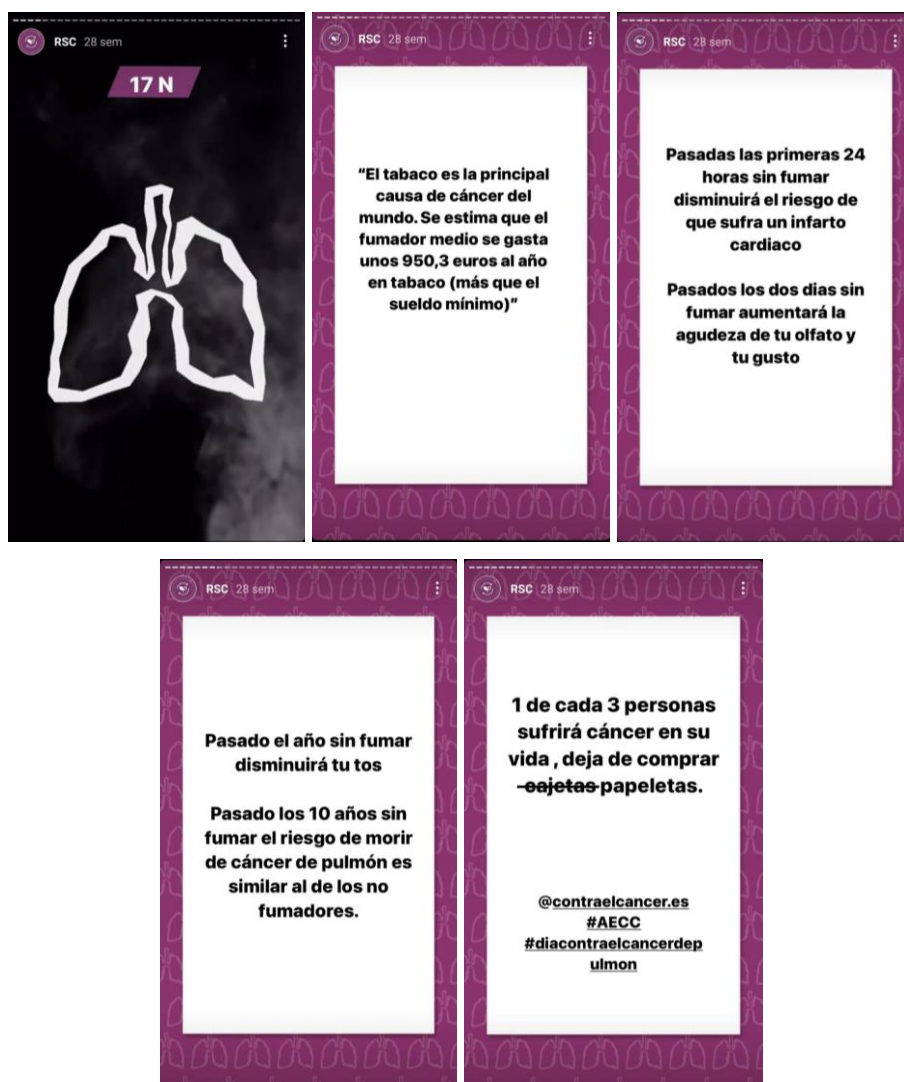 RSC 28 sem
17 N
RSC 28 sem
“El tabaco es la principal
causa de cáncer del
mundo. Se estima que el
fumador medio se gasta
unos 950,3 euros al año
en tabaco (más que el
sueldo mínimo)”
RSC 28 sem
Pasadas las primeras 24
horas sin fumar
disminuirá el riesgo de
que sufra un infarto
cardiaco
Pasados los dos dias sin
fumar aumentará la
agudeza de tu olfato y
tu gusto
RSC 28 sem
Pasado el año sin fumar
disminuirá tu tos
Pasado los 10 años sin
fumar el riesgo de morir
de cáncer de pulmón es
similar al de los no
fumadores.
RSC 28 sem
1 de cada 3 personas
sufrirá cáncer en su
vida , deja de comprar
cajetas papeletas.
@contraelcancer.es
#AECC
#diacontraelcancerdep
ulmon